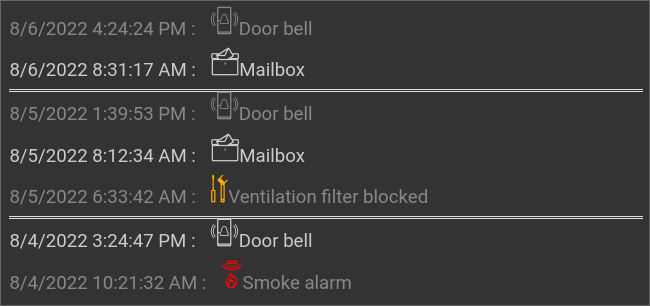 8/6/2022 4:24:24 PM : Door bell
8/6/2022 8:31:17 AM : Mailbox
8/5/2022 1:39:53 PM : Door bell
8/5/2022 8:12:34 AM : Mailbox
8/5/2022 6:33:42 AM : Ventilation filter blocked
8/4/2022 3:24:47 PM : Door bell
8/4/2022 10:21:32 AM : Smoke alarm